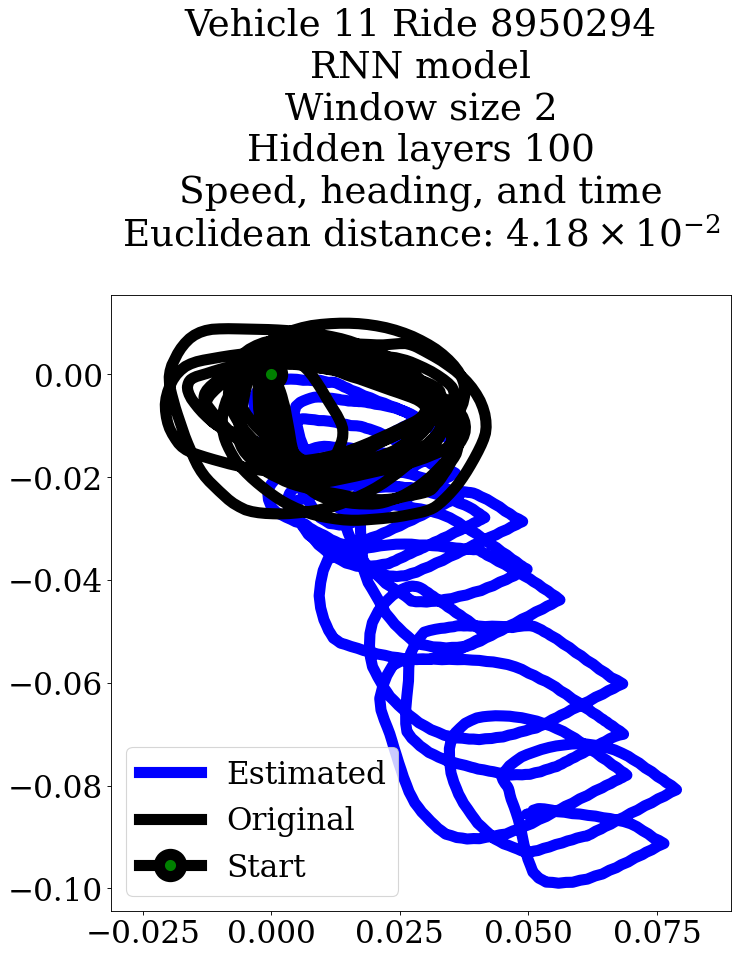 Vehicle 11 Ride 8950294
RNN model
Window size 2
Hidden layers 100
Speed, heading, and time
Euclidean distance: 4.18 × 10⁻²
0.00
−0.02
−0.04
−0.06
−0.08
−0.10
Estimated
Original
Start
−0.025 0.000 0.025 0.050 0.075